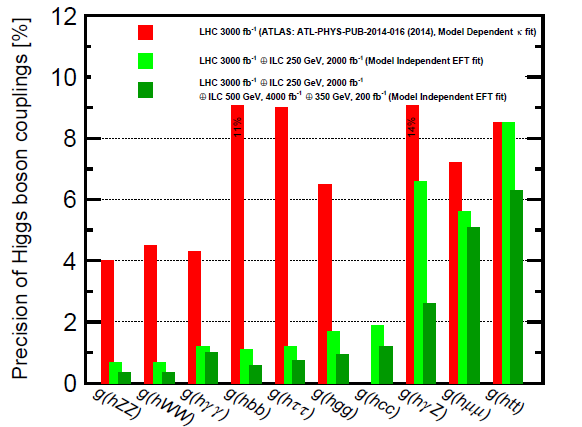 12
10
8
6
4
2
0
Precision of Higgs boson couplings [%]
LHC 3000 fb⁻¹ (ATLAS: ATL-PHYS-PUB-2014-016 (2014), Model Dependent κ fit)
LHC 3000 fb⁻¹ ⊕ ILC 250 GeV, 2000 fb⁻¹ (Model Independent EFT fit)
LHC 3000 fb⁻¹ ⊕ ILC 250 GeV, 2000 fb⁻¹
⊕ ILC 500 GeV, 4000 fb⁻¹ ⊕ 350 GeV, 200 fb⁻¹ (Model Independent EFT fit)
11%
14%
g(hZZ)
g(hWW)
g(hγγ)
g(hbb)
g(hττ)
g(hgg)
g(hcc)
g(hγZ)
g(hμμ)
g(htt)